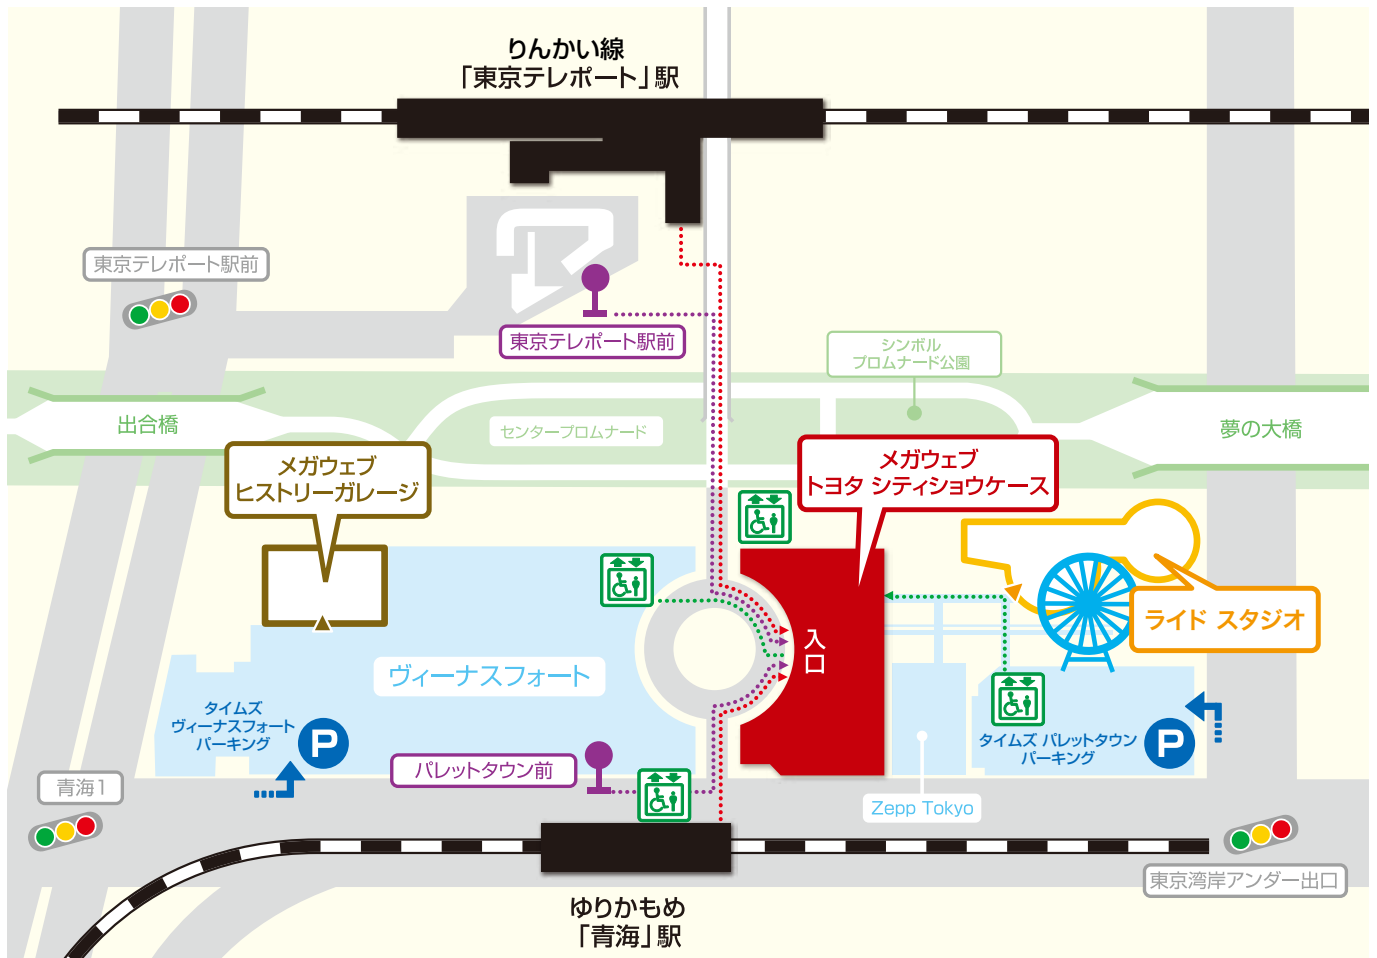 りんかい線
「東京テレポート」駅
東京テレポート駅前
東京テレポート駅前
シンボル
プロムナード公園
出合橋
センタープロムナード
夢の大橋
メガウェブ
ヒストリーガレージ
メガウェブ
トヨタ シティショウケース
ライド スタジオ
入口
ヴィーナスフォート
タイムズ
ヴィーナスフォート
パーキング
P
タイムズ パレットタウン
パーキング
P
パレットタウン前
青海1
Zepp Tokyo
東京湾岸アンダー出口
ゆりかもめ
「青海」駅